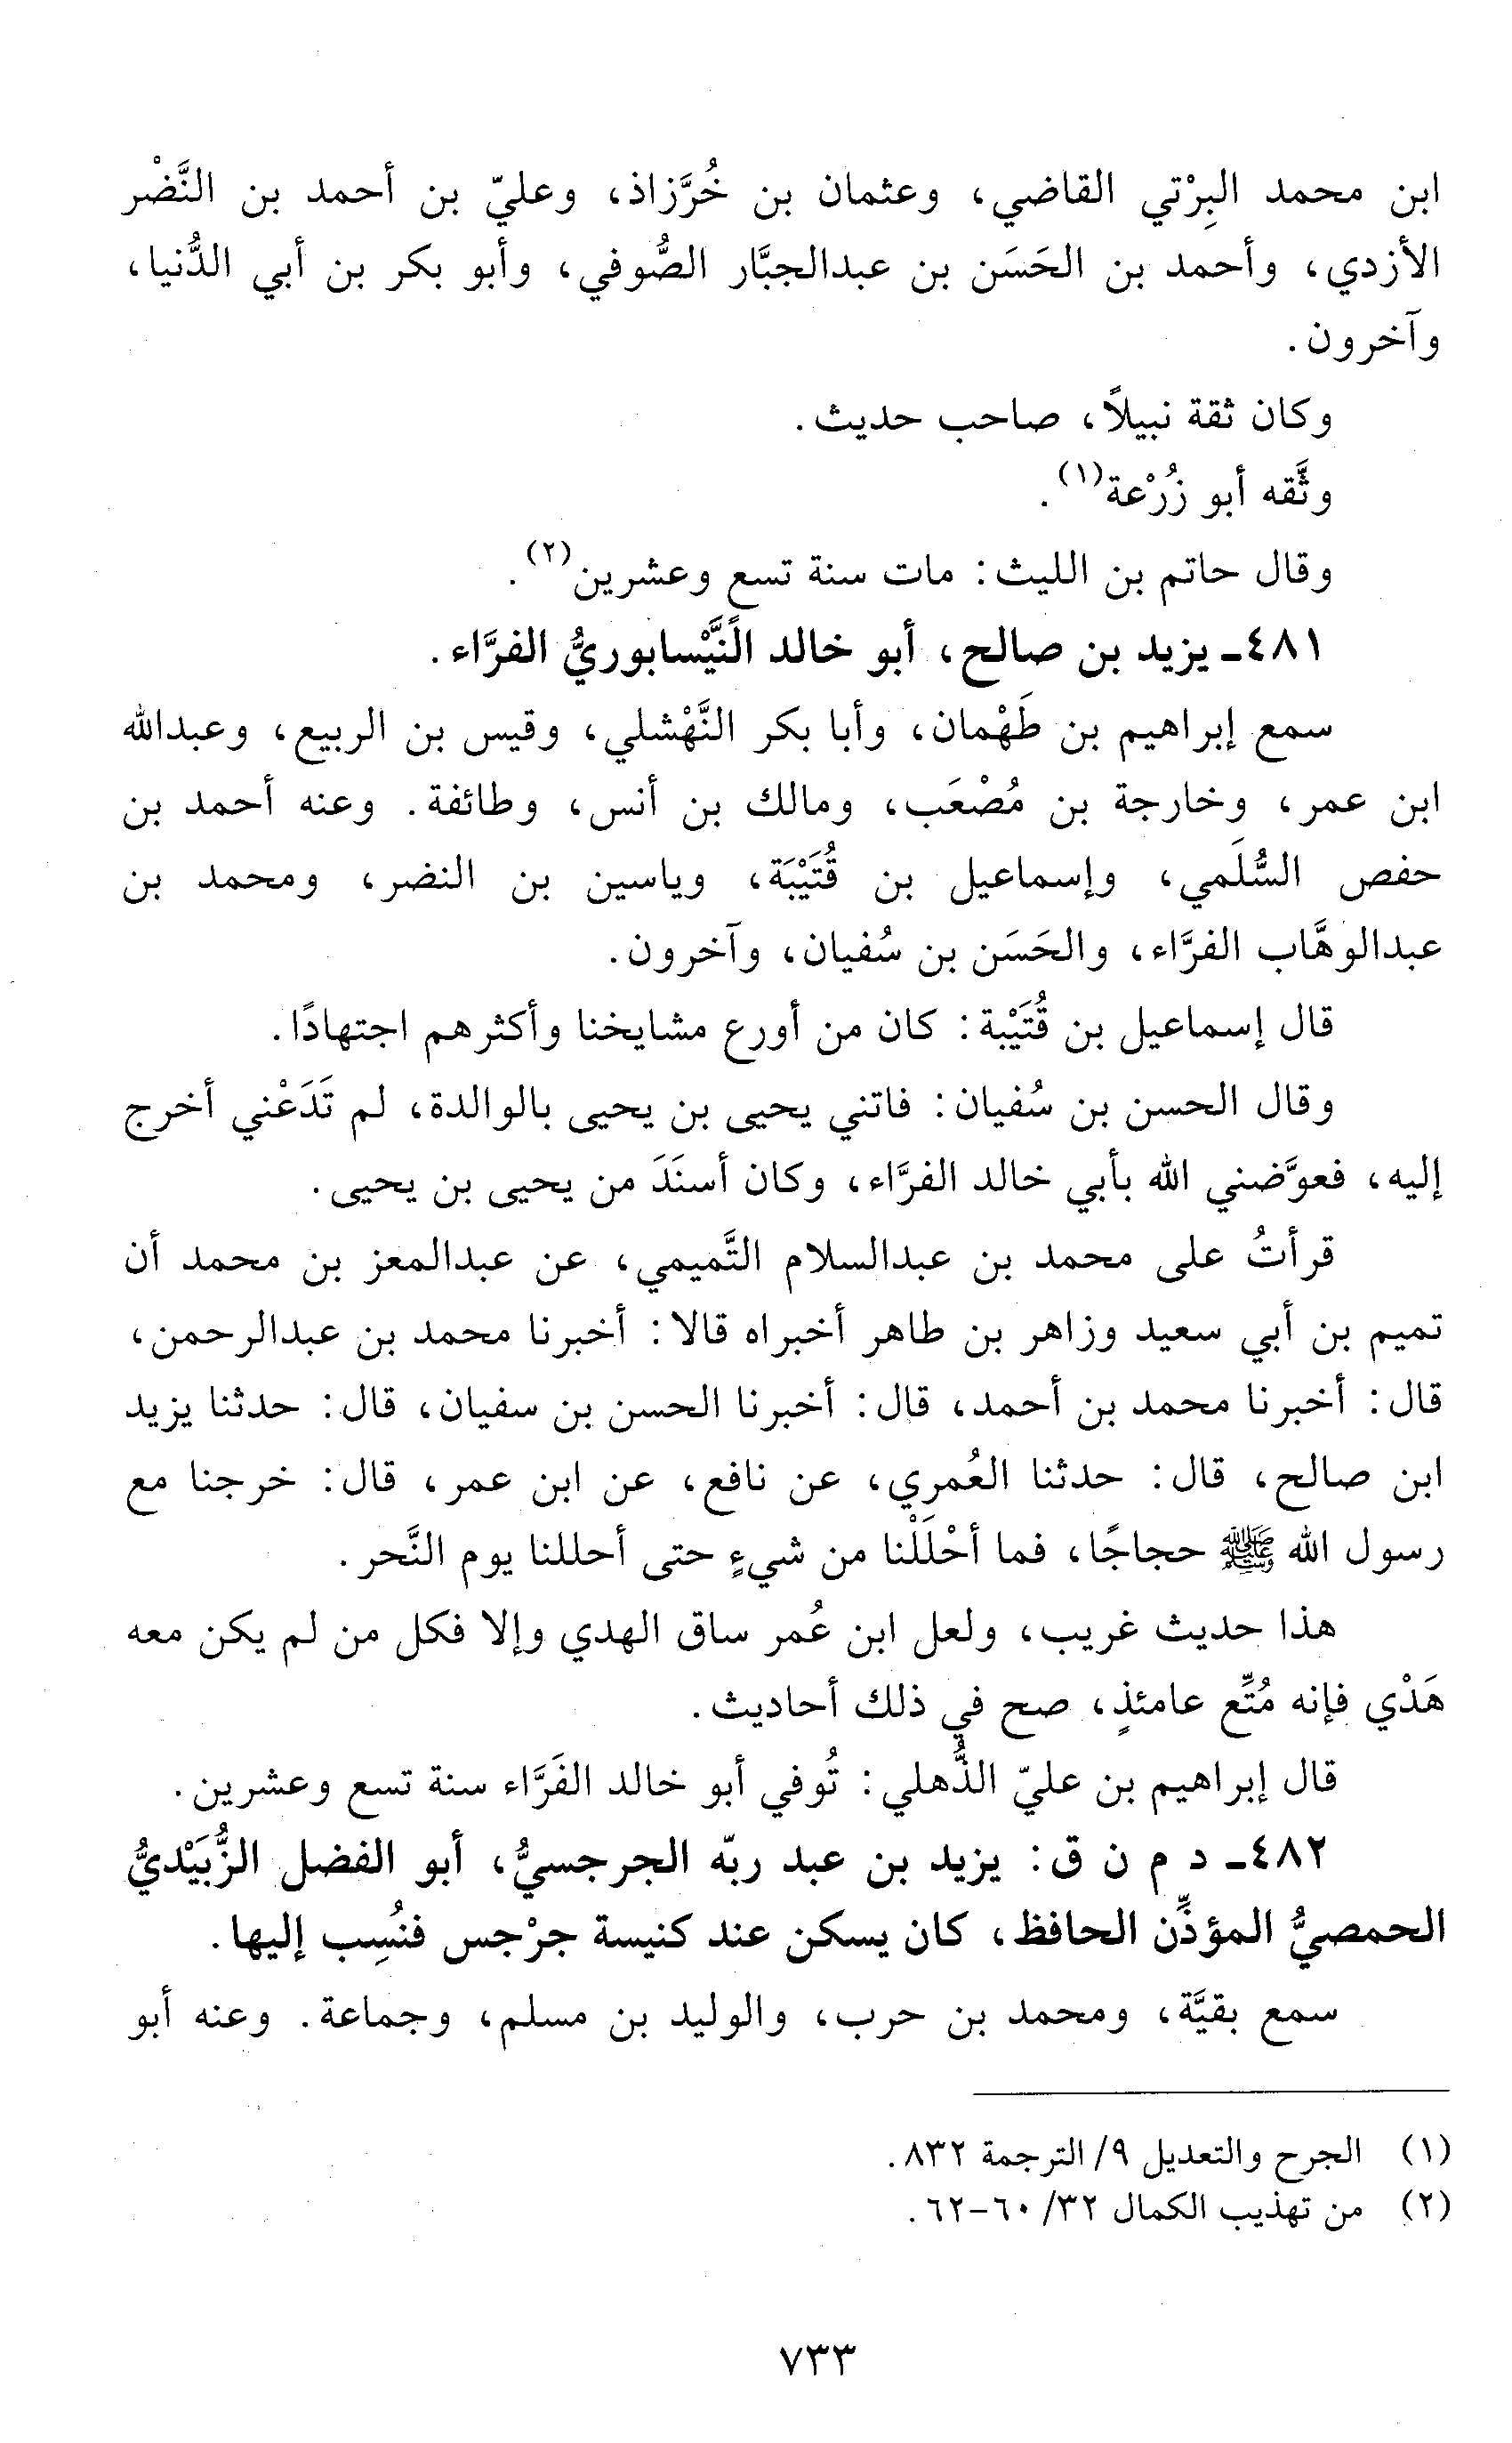 ابن محمد البِرْتي القاضي، وعثمان بن خُرَّزاذ، وعليّ بن أحمد بن النَّضْر
الأزدي، وأحمد بن الحَسَن بن عبدالجبَّار الصُّوفي، وأبو بكر بن أبي الدُّنيا،
وآخرون.
وكان ثقة نبيلاً، صاحب حديث.
وثَّقه أبو زُرْعة(١).
وقال حاتم بن الليث: مات سنة تسع وعشرين(٢).
٤٨١ـ يزيد بن صالح، أبو خالد النَّيْسابوريُّ الفرَّاء.
سمع إبراهيم بن طَهْمان، وأبا بكر النَّهْشلي، وقيس بن الربيع، وعبدالله
ابن عمر، وخارجة بن مُصْعَب، ومالك بن أنس، وطائفة. وعنه أحمد بن
حفص السُّلَمي، وإسماعيل بن قُتَيْبة، وياسين بن النضر، ومحمد بن
عبدالوهَّاب الفرَّاء، والحَسَن بن سُفيان، وآخرون.
قال إسماعيل بن قُتَيْبة: كان من أورع مشايخنا وأكثرهم اجتهادًا.
وقال الحسن بن سُفيان: فاتني يحيى بن يحيى بالوالدة، لم تَدَعْني أخرج
إليه، فعوَّضني الله بأبي خالد الفرَّاء، وكان أسنَدَ من يحيى بن يحيى.
قرأتُ على محمد بن عبدالسلام التَّميمي، عن عبدالمعز بن محمد أن
تميم بن أبي سعيد وزاهر بن طاهر أخبراه قالا: أخبرنا محمد بن عبدالرحمن،
قال: أخبرنا محمد بن أحمد، قال: أخبرنا الحسن بن سفيان، قال: حدثنا يزيد
ابن صالح، قال: حدثنا العُمري، عن نافع، عن ابن عمر، قال: خرجنا مع
رسول الله ﷺ حجاجًا، فما أحْلَلْنا من شيءٍ حتى أحللنا يوم النَّحر.
هذا حديث غريب، ولعل ابن عُمر ساق الهدي وإلا فكل من لم يكن معه
هَدْي فإنه مُتِّع عامئذٍ، صح في ذلك أحاديث.
قال إبراهيم بن عليّ الذُّهلي: تُوفي أبو خالد الفَرَّاء سنة تسع وعشرين.
٤٨٢ـ د م ن ق: يزيد بن عبد ربّه الجرجسيُّ، أبو الفضل الزُّبَيْديُّ
الحمصيُّ المؤذِّن الحافظ، كان يسكن عند كنيسة جرْجس فنُسِب إليها.
سمع بقيَّة، ومحمد بن حرب، والوليد بن مسلم، وجماعة. وعنه أبو
(١) الجرح والتعديل ٩/ الترجمة ٨٣٢.
(٢) من تهذيب الكمال ٣٢/ ٦٠-٦٢.
٧٣٣